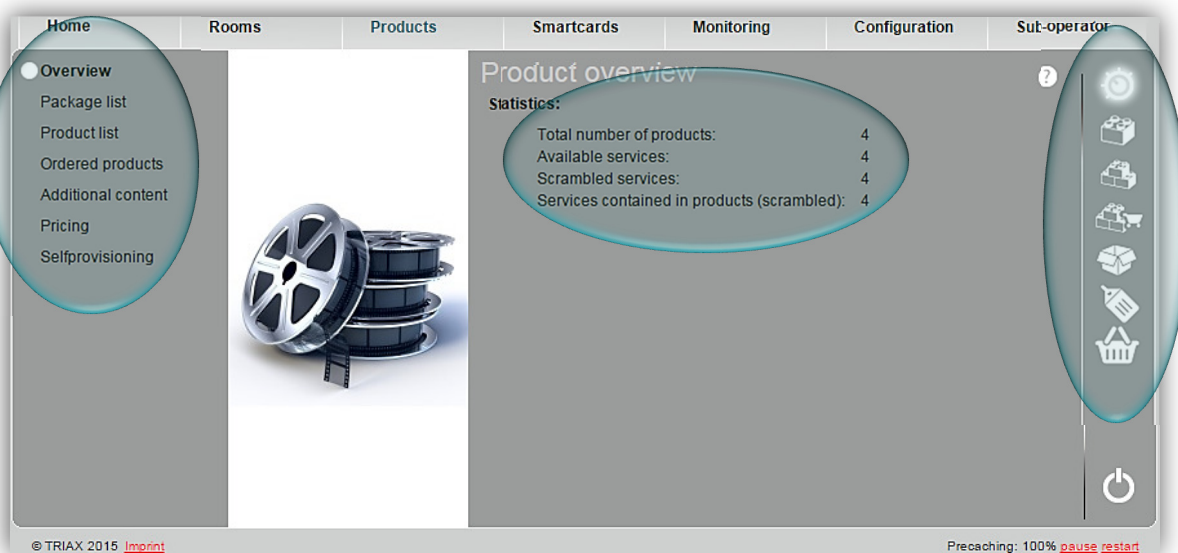 Home Rooms Products Smartcards Monitoring Configuration Sub-operator
Overview
Package list
Product list
Ordered products
Additional content
Pricing
Selfprovisioning
Product overview ?
Statistics:
Total number of products: 4
Available services: 4
Scrambled services: 4
Services contained in products (scrambled): 4
© TRIAX 2015 Imprint
Precaching: 100% pause restart